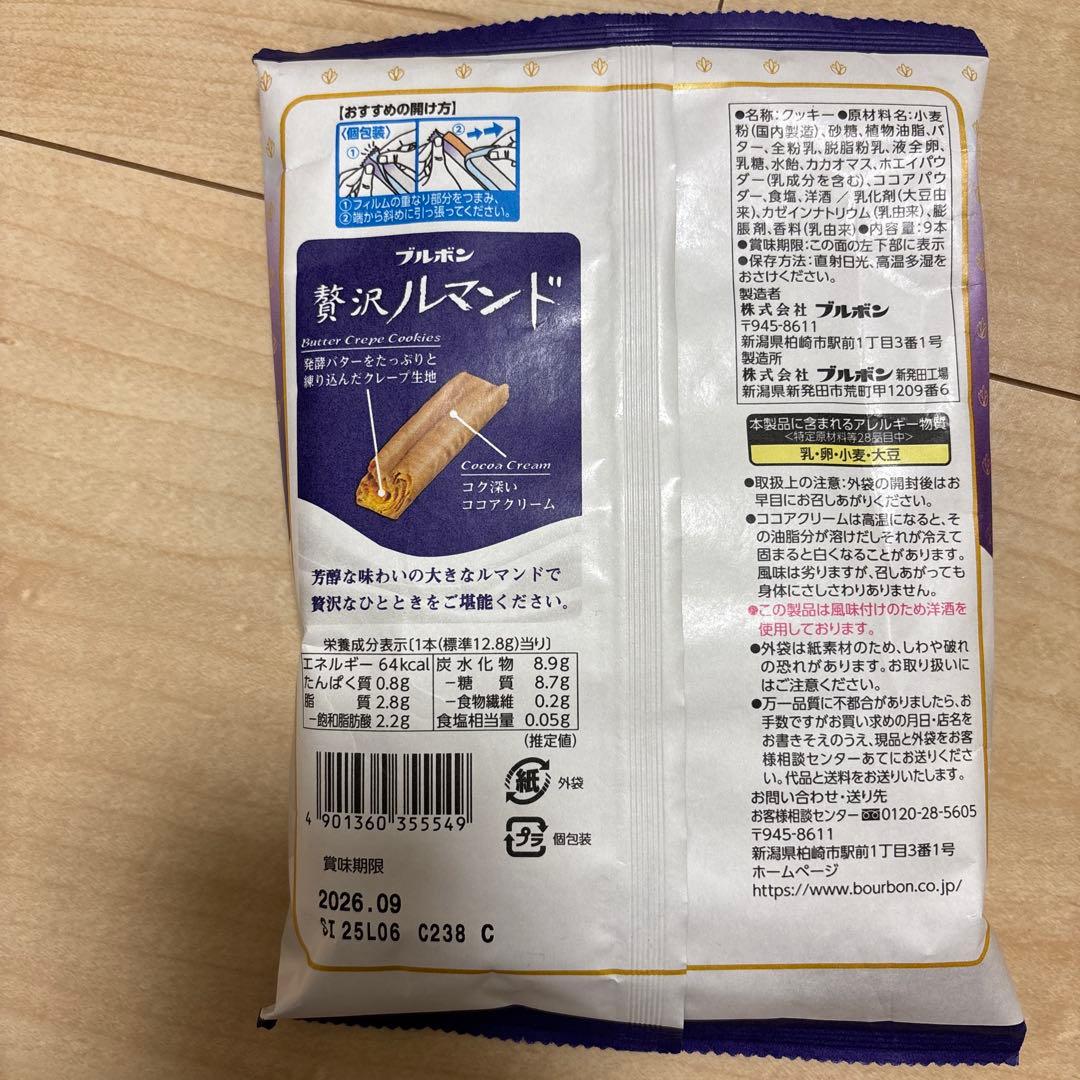 【おすすめの開け方】
〈個包装〉
①
②
①フィルムの重なり部分をつまみ、
②端から斜めに引っ張ってください。
ブルボン
贅沢ルマンド
Butter Crepe Cookies
発酵バターをたっぷりと
練り込んだクレープ生地
Cocoa Cream
コク深い
ココアクリーム
芳醇な味わいの大きなルマンドで
贅沢なひとときをご堪能ください。
栄養成分表示〔1本(標準12.8g)当り〕
エネルギー 64kcal 炭水化物 8.9g
たんぱく質 0.8g −糖質 8.7g
脂質 2.8g −食物繊維 0.2g
−飽和脂肪酸 2.2g 食塩相当量 0.05g
(推定値)
4 901360 355549
紙 外袋
プラ 個包装
賞味期限
2026.09
SI 25L06 C238 C
●名称:クッキー●原材料名:小麦
粉(国内製造)、砂糖、植物油脂、バ
ター、全粉乳、脱脂粉乳、液全卵、
乳糖、水飴、カカオマス、ホエイパウ
ダー(乳成分を含む)、ココアパウ
ダー、食塩、洋酒/乳化剤(大豆由
来)、カゼインナトリウム(乳由来)、膨
脹剤、香料(乳由来)●内容量:9本
●賞味期限:この面の左下部に表示
●保存方法:直射日光、高温多湿を
おさけください。
製造者
株式会社 ブルボン
〒945-8611
新潟県柏崎市駅前1丁目3番1号
製造所
株式会社 ブルボン 新発田工場
新潟県新発田市荒町甲1209番6
本製品に含まれるアレルギー物質
<特定原材料等28品目中>
乳・卵・小麦・大豆
●取扱上の注意:外袋の開封後はお
早目にお召しあがりください。
●ココアクリームは高温になると、そ
の油脂分が溶けだしそれが冷えて
固まると白くなることがあります。
風味は劣りますが、召しあがっても
身体にさしさわりありません。
●この製品は風味付けのため洋酒を
使用しております。
●外袋は紙素材のため、しわや破れ
の恐れがあります。お取り扱いに
はご注意ください。
●万一品質に不都合がありましたら、お
手数ですがお買い求めの月日・店名を
お書きそえのうえ、現品と外袋をお客
様相談センターあてにお送りくださ
い。代品と送料をお送りいたします。
お問い合わせ・送り先
お客様相談センター 0120-28-5605
〒945-8611
新潟県柏崎市駅前1丁目3番1号
ホームページ
https://www.bourbon.co.jp/